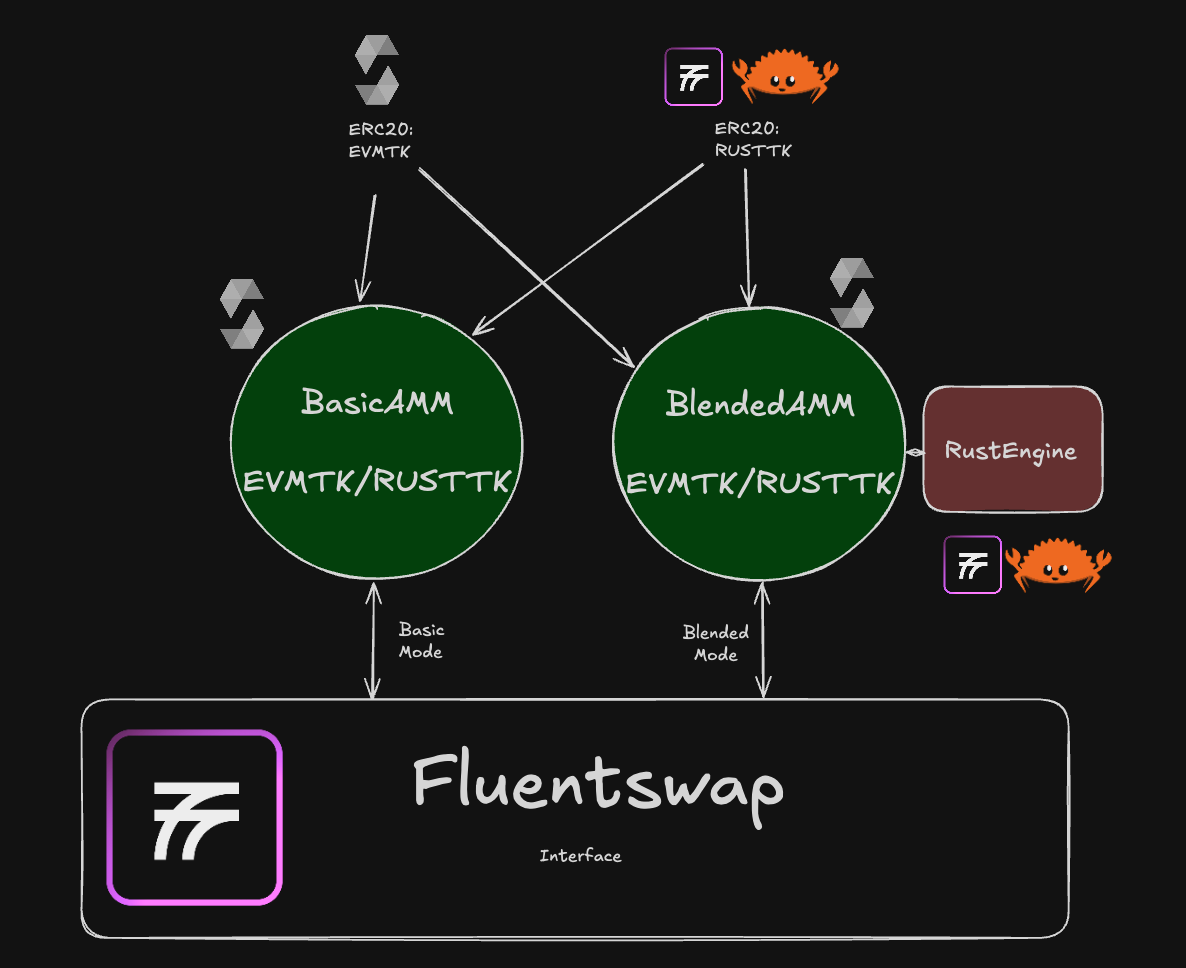 ERC20:
EVMTK
ERC20:
RUSTTK
BasicAMM
EVMTK/RUSTTK
BlendedAMM
EVMTK/RUSTTK
RustEngine
Basic
Mode
Blended
Mode
Fluentswap
Interface